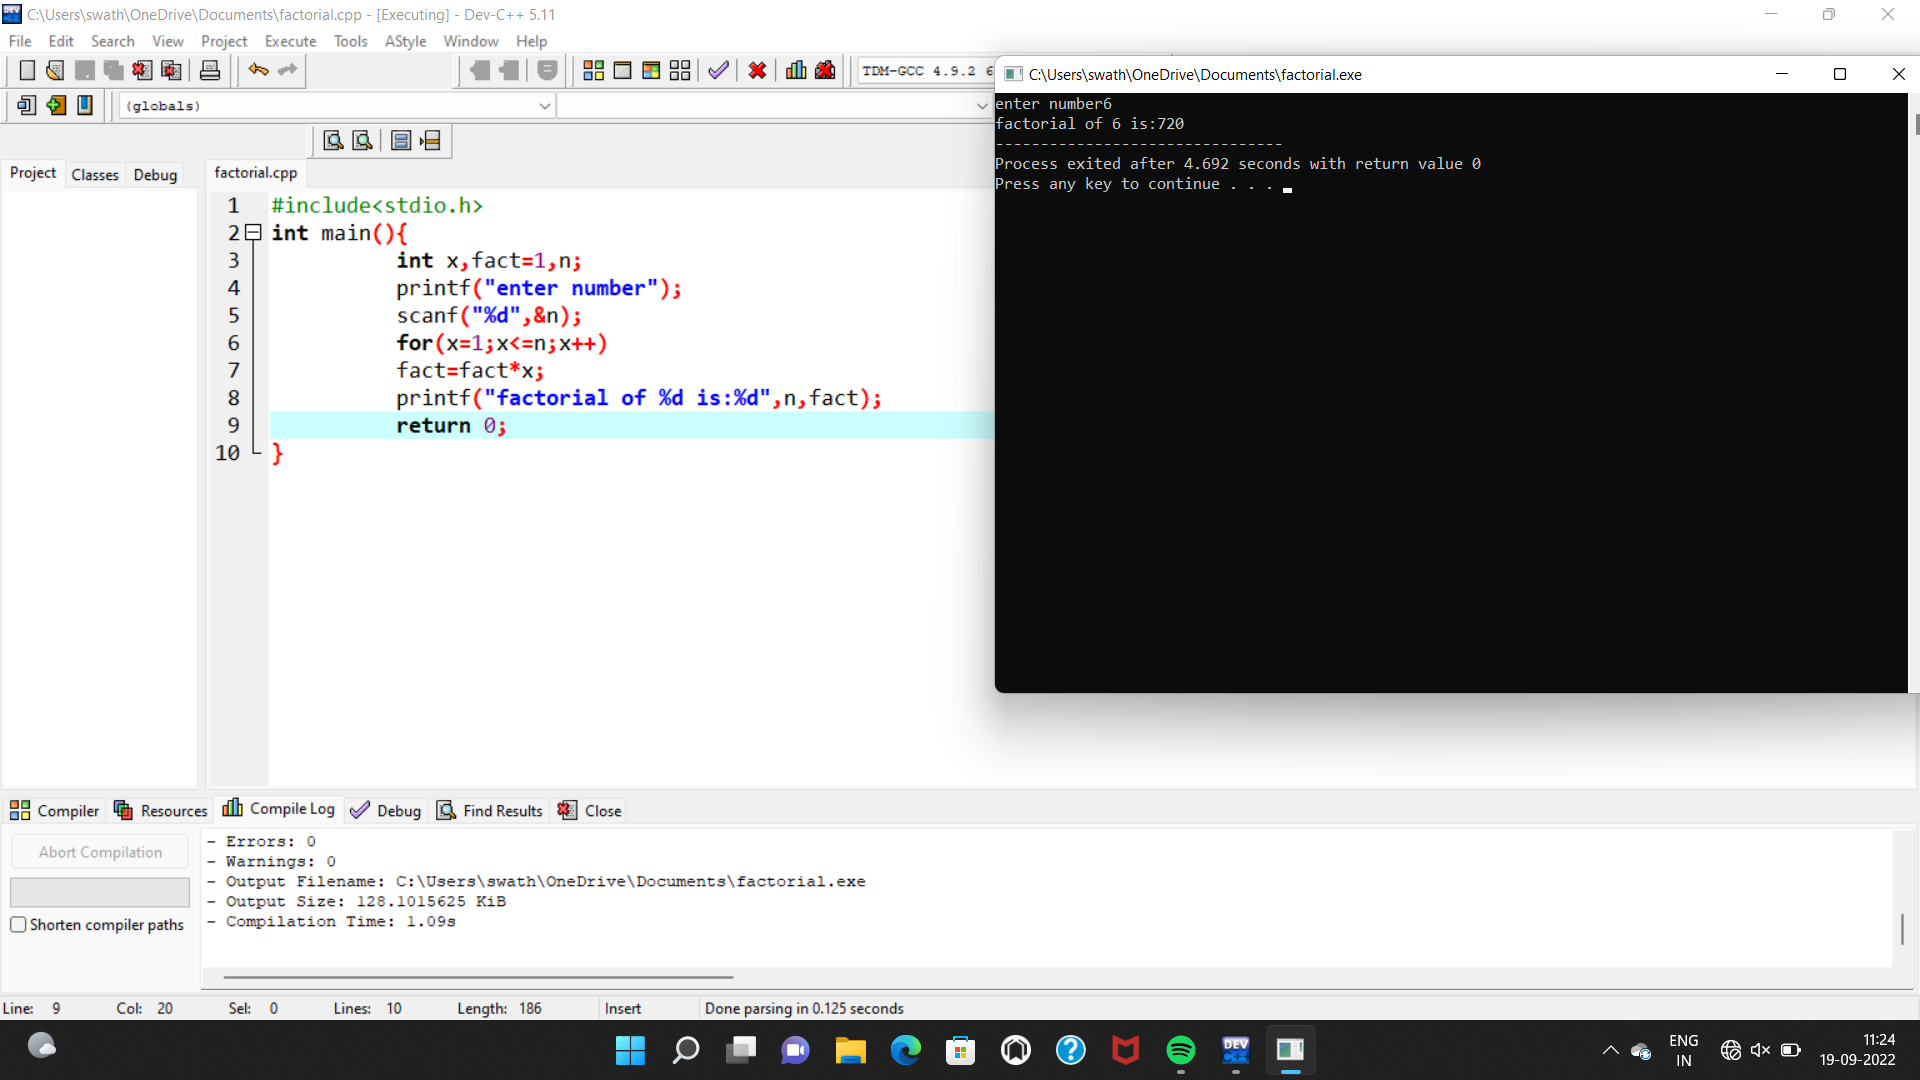 C:\Users\swath\OneDrive\Documents\factorial.cpp - [Executing] - Dev-C++ 5.11
File Edit Search View Project Execute Tools AStyle Window Help
TDM-GCC 4.9.2 6
(globals)
Project Classes Debug
factorial.cpp
1 #include<stdio.h>
2 int main(){
3 int x,fact=1,n;
4 printf("enter number");
5 scanf("%d",&n);
6 for(x=1;x<=n;x++)
7 fact=fact*x;
8 printf("factorial of %d is:%d",n,fact);
9 return 0;
10 }
C:\Users\swath\OneDrive\Documents\factorial.exe
enter number6
factorial of 6 is:720
--------------------------------
Process exited after 4.692 seconds with return value 0
Press any key to continue . . .
Compiler Resources Compile Log Debug Find Results Close
Abort Compilation
Shorten compiler paths
- Errors: 0
- Warnings: 0
- Output Filename: C:\Users\swath\OneDrive\Documents\factorial.exe
- Output Size: 128.1015625 KiB
- Compilation Time: 1.09s
Line: 9 Col: 20 Sel: 0 Lines: 10 Length: 186 Insert Done parsing in 0.125 seconds
DEV C++
ENG
IN
11:24
19-09-2022